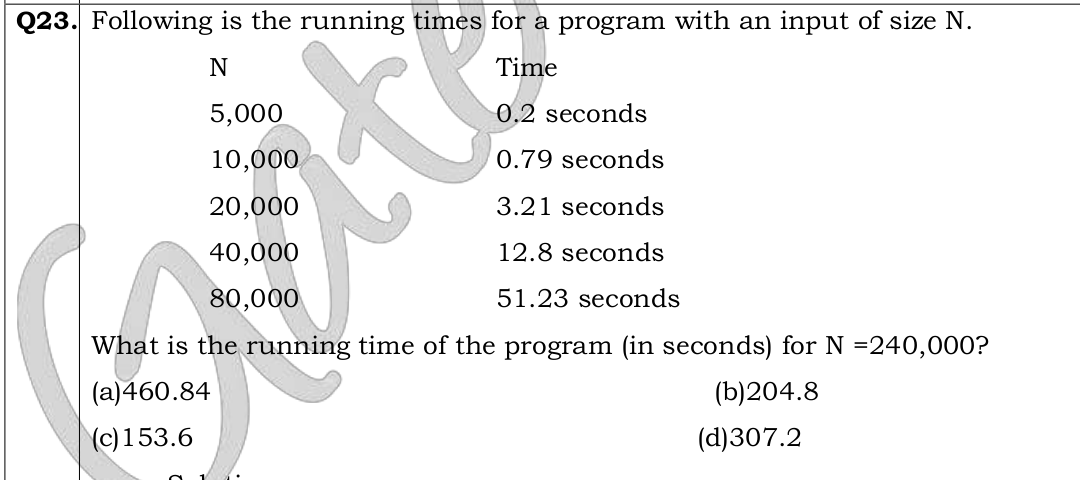 Q23. Following is the running times for a program with an input of size N.
N Time
5,000 0.2 seconds
10,000 0.79 seconds
20,000 3.21 seconds
40,000 12.8 seconds
80,000 51.23 seconds
What is the running time of the program (in seconds) for N =240,000?
(a)460.84 (b)204.8
(c)153.6 (d)307.2